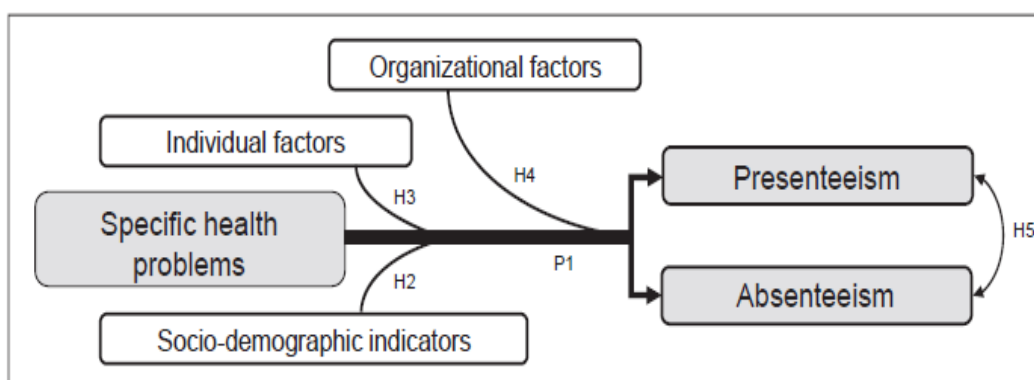 Organizational factors
Individual factors
H4
Presenteeism
H3
Specific health
problems
H5
P1
H2
Absenteeism
Socio-demographic indicators